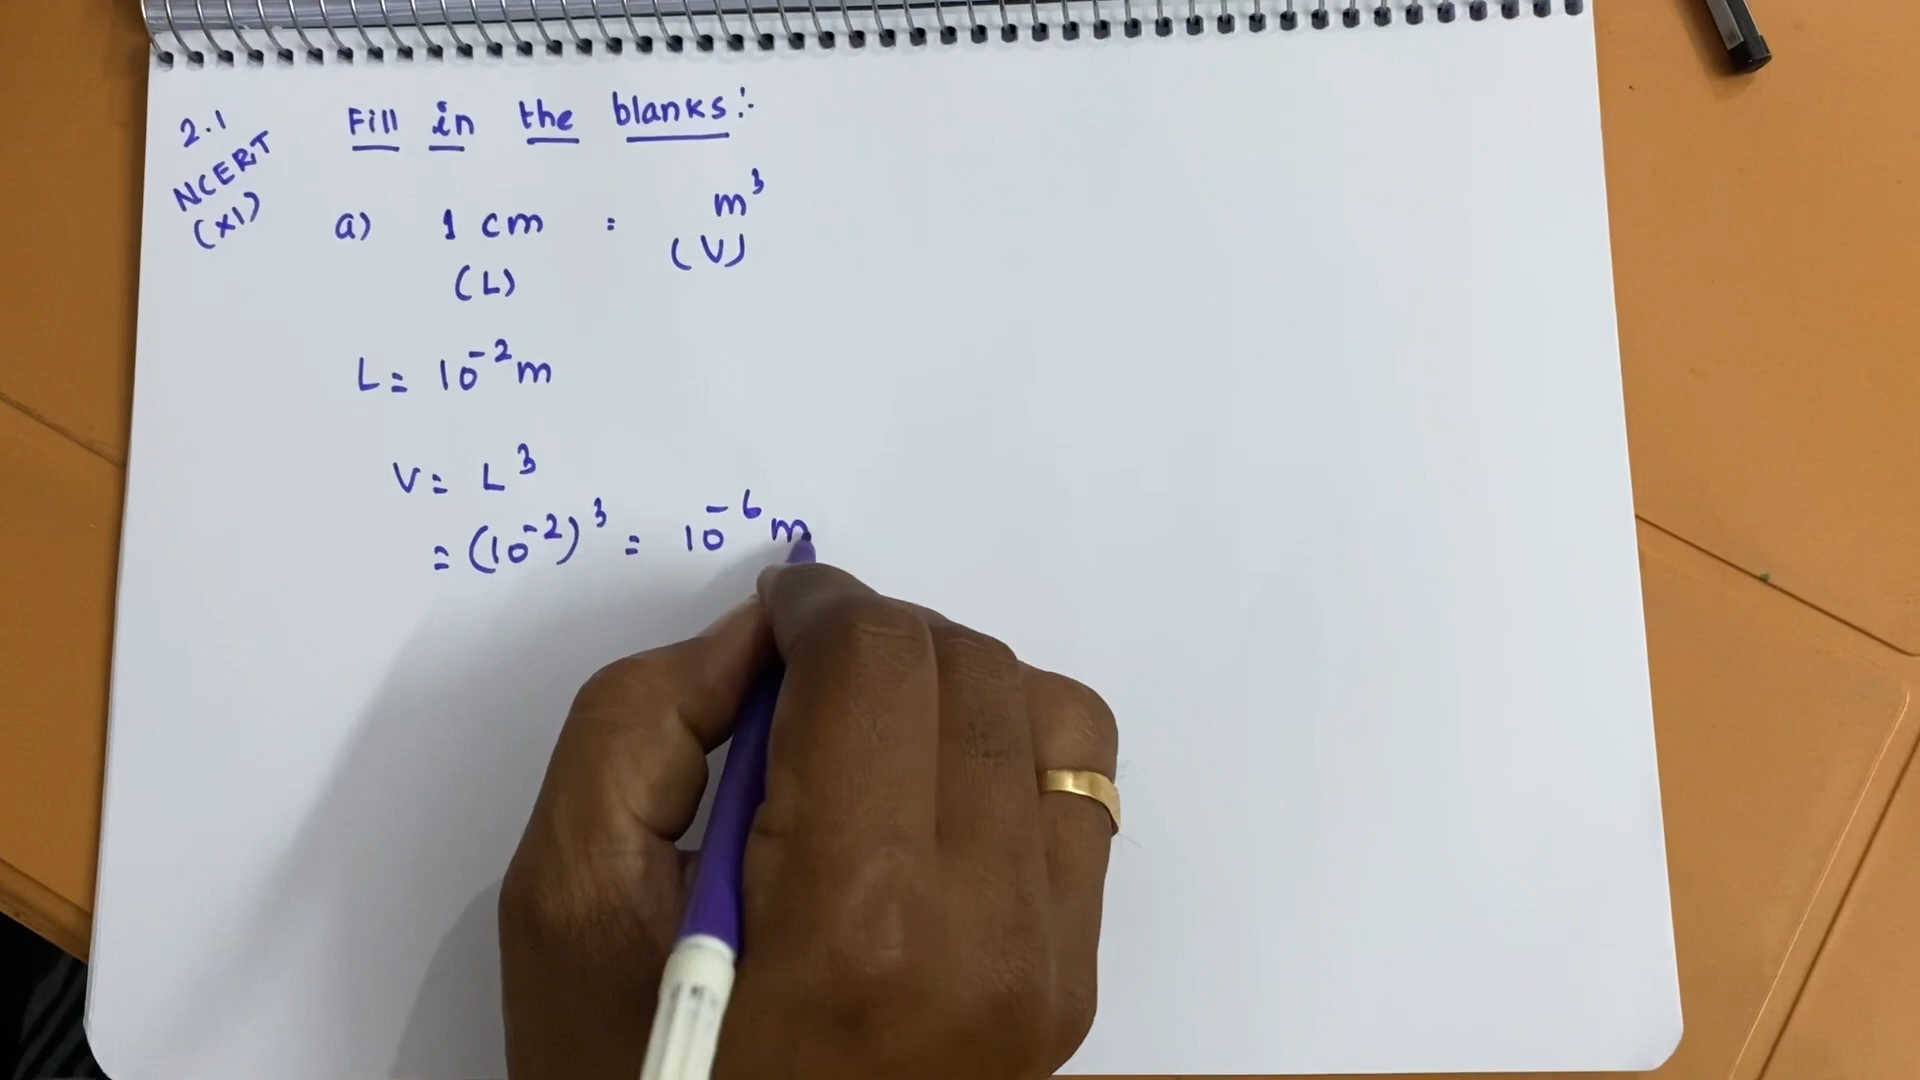 2.1
NCERT
(XI)
Fill in the blanks:-
a) 1 cm = m³
(L) (V)
L = 10⁻² m
V = L³
= (10⁻²)³ = 10⁻⁶ m